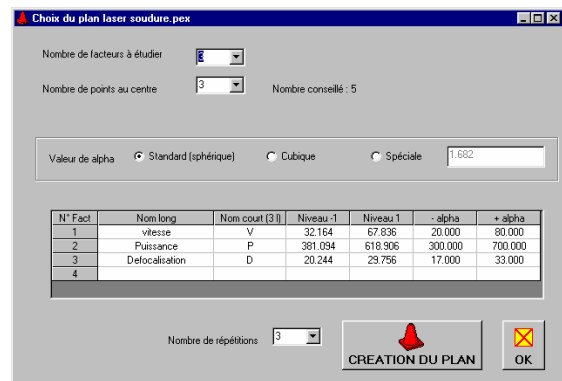 Choix du plan laser soudure.pex
Nombre de facteurs à étudier 3
Nombre de points au centre 3 Nombre conseillé : 5
Valeur de alpha Standard (sphérique) Cubique Spéciale 1.682
N° Fact Nom long Nom court (3 l) Niveau -1 Niveau 1 - alpha + alpha
1 vitesse V 32.164 67.836 20.000 80.000
2 Puissance P 381.094 618.906 300.000 700.000
3 Defocalisation D 20.244 29.756 17.000 33.000
4
Nombre de répétitions 3
CREATION DU PLAN
OK